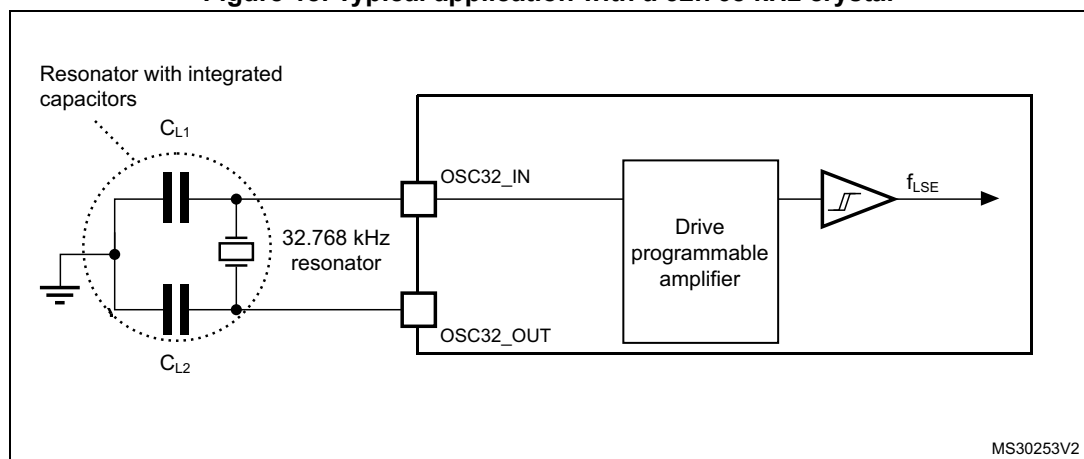 Resonator with integrated
capacitors
CL1
OSC32_IN
fLSE
32.768 kHz
resonator
Drive
programmable
amplifier
OSC32_OUT
CL2
MS30253V2